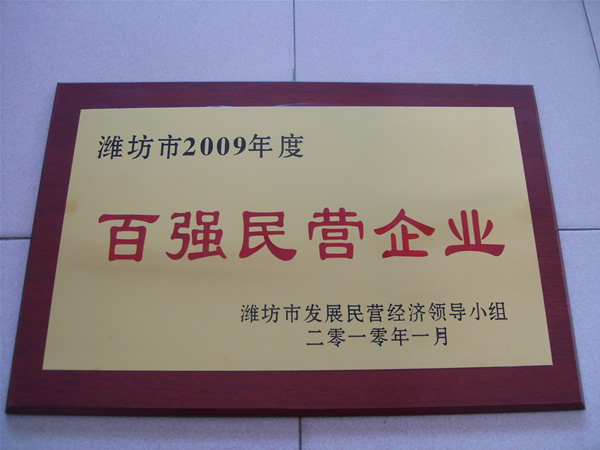 潍坊市2009年度
百强民营企业
潍坊市发展民营经济领导小组
二零一零年一月